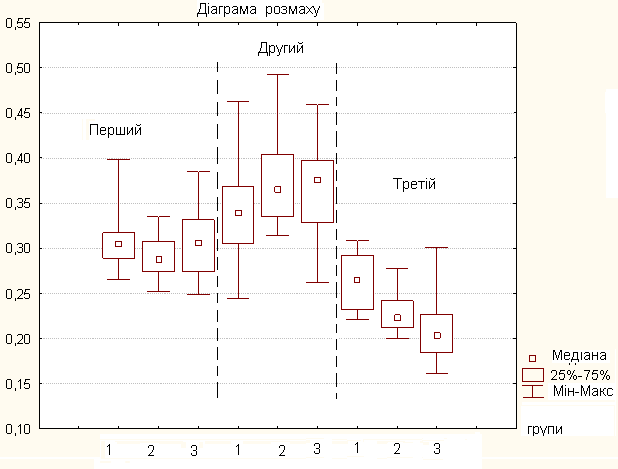 Діаграма розмаху
0,55
0,50
0,45
0,40
0,35
0,30
0,25
0,20
0,15
0,10
Перший
Другий
Третій
1 2 3 1 2 3 1 2 3
Медіана
25%-75%
Мін-Макс
групи